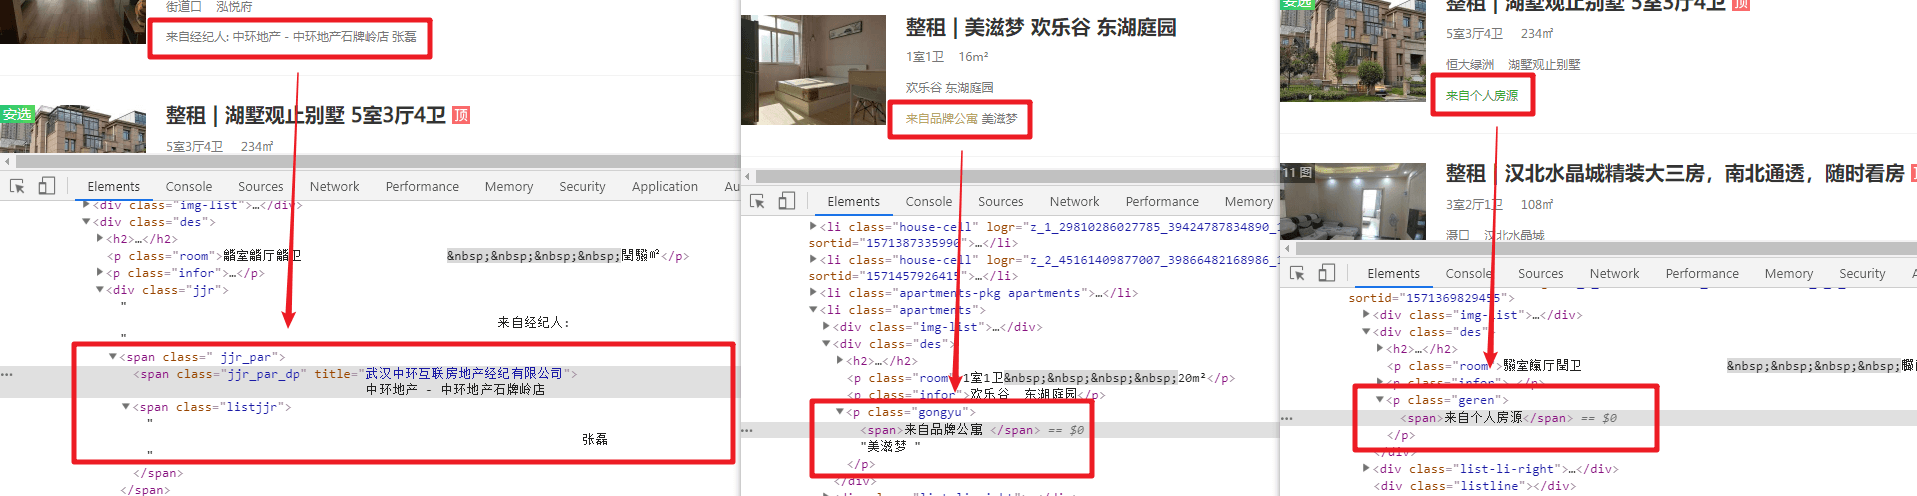 街道口 泓悦府
来自经纪人: 中环地产 - 中环地产石牌岭店 张磊
安选
整租 | 湖墅观止别墅 5室3厅4卫 顶
5室3厅4卫 234㎡
Elements Console Sources Network Performance Memory Security Application Au
<div class="img-list">…</div>
<div class="des">
<h2>…</h2>
<p class="room">
室 厅 卫 &nbsp;&nbsp;&nbsp;&nbsp; ㎡</p>
<p class="infor">…</p>
<div class="jjr">
"
来自经纪人:
"
<span class=" jjr_par">
<span class="jjr_par_dp" title="武汉中环互联房地产经纪有限公司">
中环地产 - 中环地产石牌岭店
<span class="listjjr">
"
张磊
"
</span>
</span>
整租 | 美滋梦 欢乐谷 东湖庭园
1室1卫 16m²
欢乐谷 东湖庭园
来自品牌公寓 美滋梦
Elements Console Sources Network Performance Memory
<li class="house-cell" logr="z_1_29810286027785_39424787834890_1
sortid="1571387335990">…</li>
<li class="house-cell" logr="z_2_45161409877007_39866482168986_1
sortid="1571457926415">…</li>
<li class="apartments-pkg apartments">…</li>
<li class="apartments">
<div class="img-list">…</div>
<div class="des">
<h2>…</h2>
<p class="room">1室1卫&nbsp;&nbsp;&nbsp;&nbsp;20m²</p>
<p class="infor">欢乐谷 东湖庭园</p>
<p class="gongyu">
<span>来自品牌公寓 </span> == $0
"美滋梦 "
</p>
</div>
安选
整租 | 湖墅观止别墅 5室3厅4卫 顶
5室3厅4卫 234㎡
恒大绿洲 湖墅观止别墅
来自个人房源
11 图
整租 | 汉北水晶城精装大三房，南北通透，随时看房
3室2厅1卫 108㎡
滠口 汉北水晶城
Elements Console Sources Network Performance Memory Security A
sortid="1571369829455">
<div class="img-list">…</div>
<div class="des">
<h2>…</h2>
<p class="room">
室 厅 卫 &nbsp;&nbsp;&nbsp;&nbsp;
<p class="infor">…</p>
<p class="geren">
<span>来自个人房源</span> == $0
</p>
</div>
<div class="list-li-right">…</div>
<div class="listline">